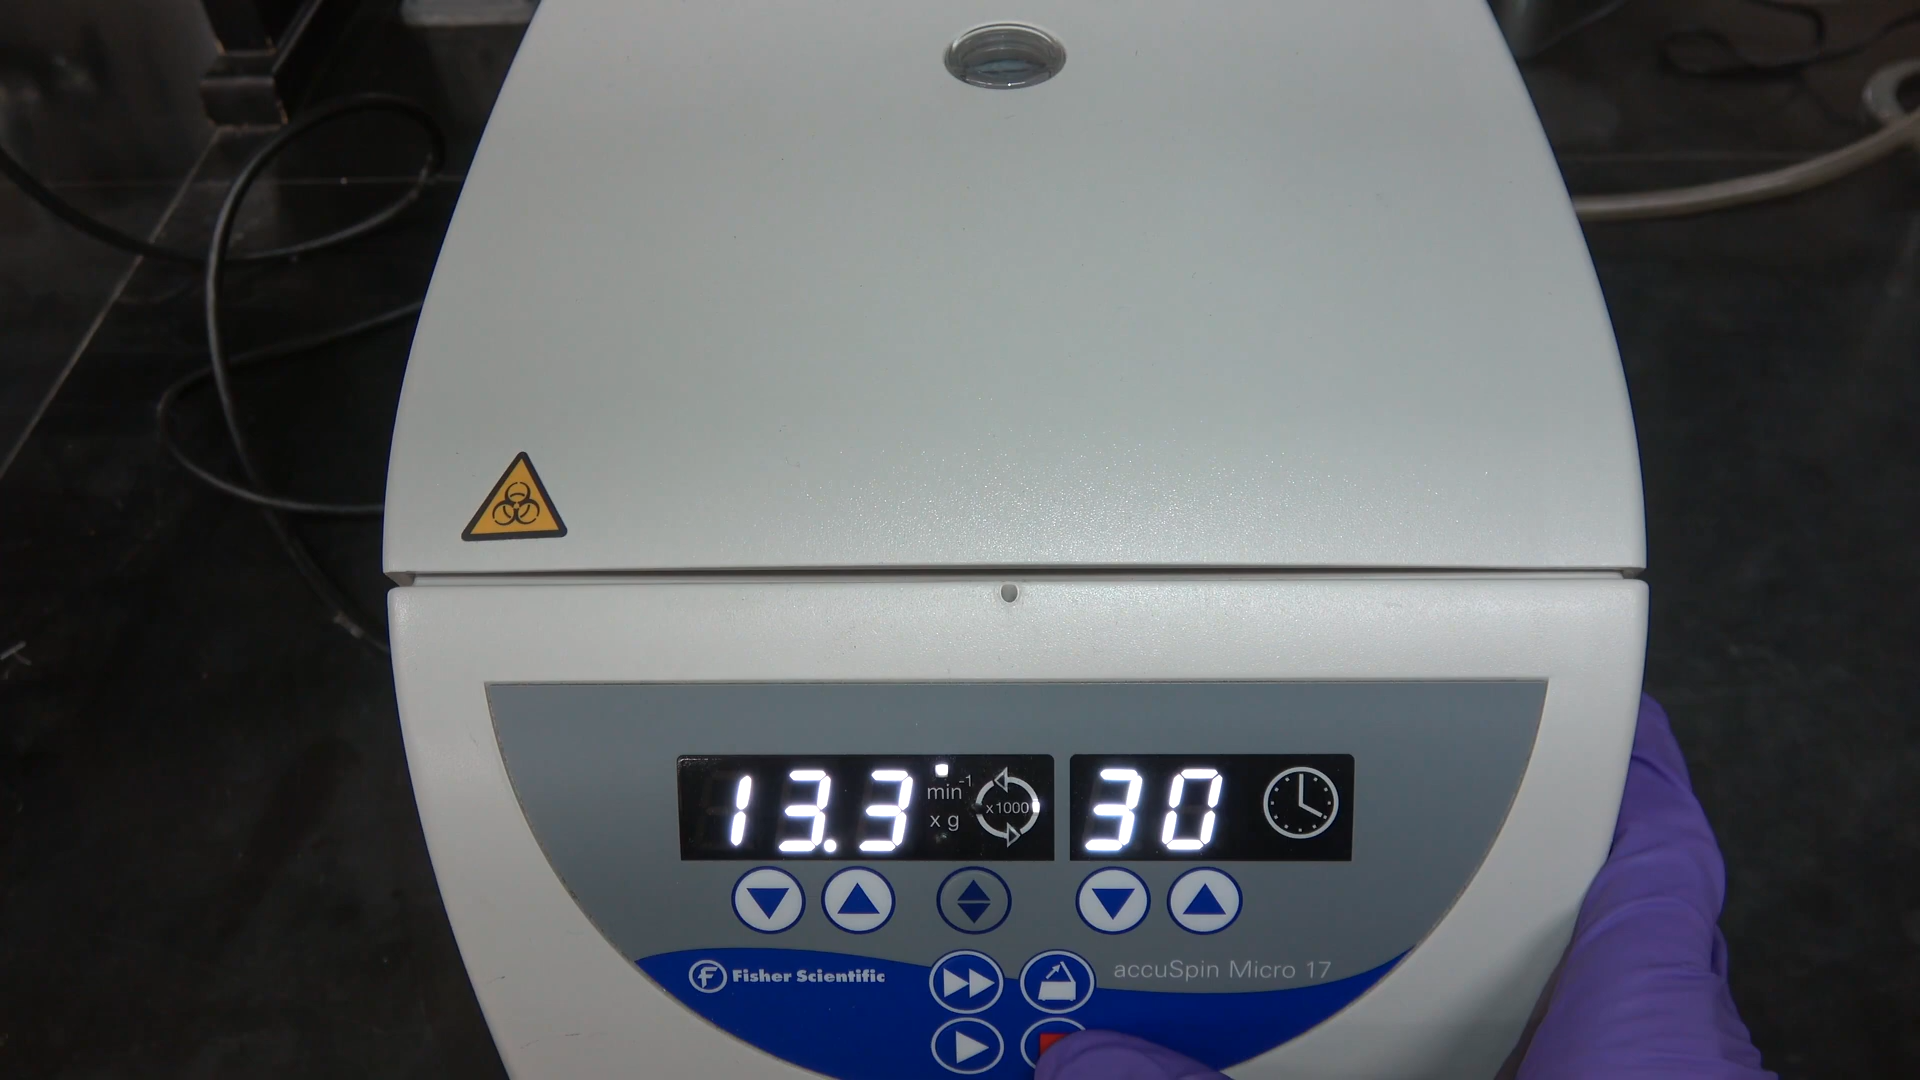 13.3 min⁻¹ x1000 30
x g
Fisher Scientific accuSpin Micro 17